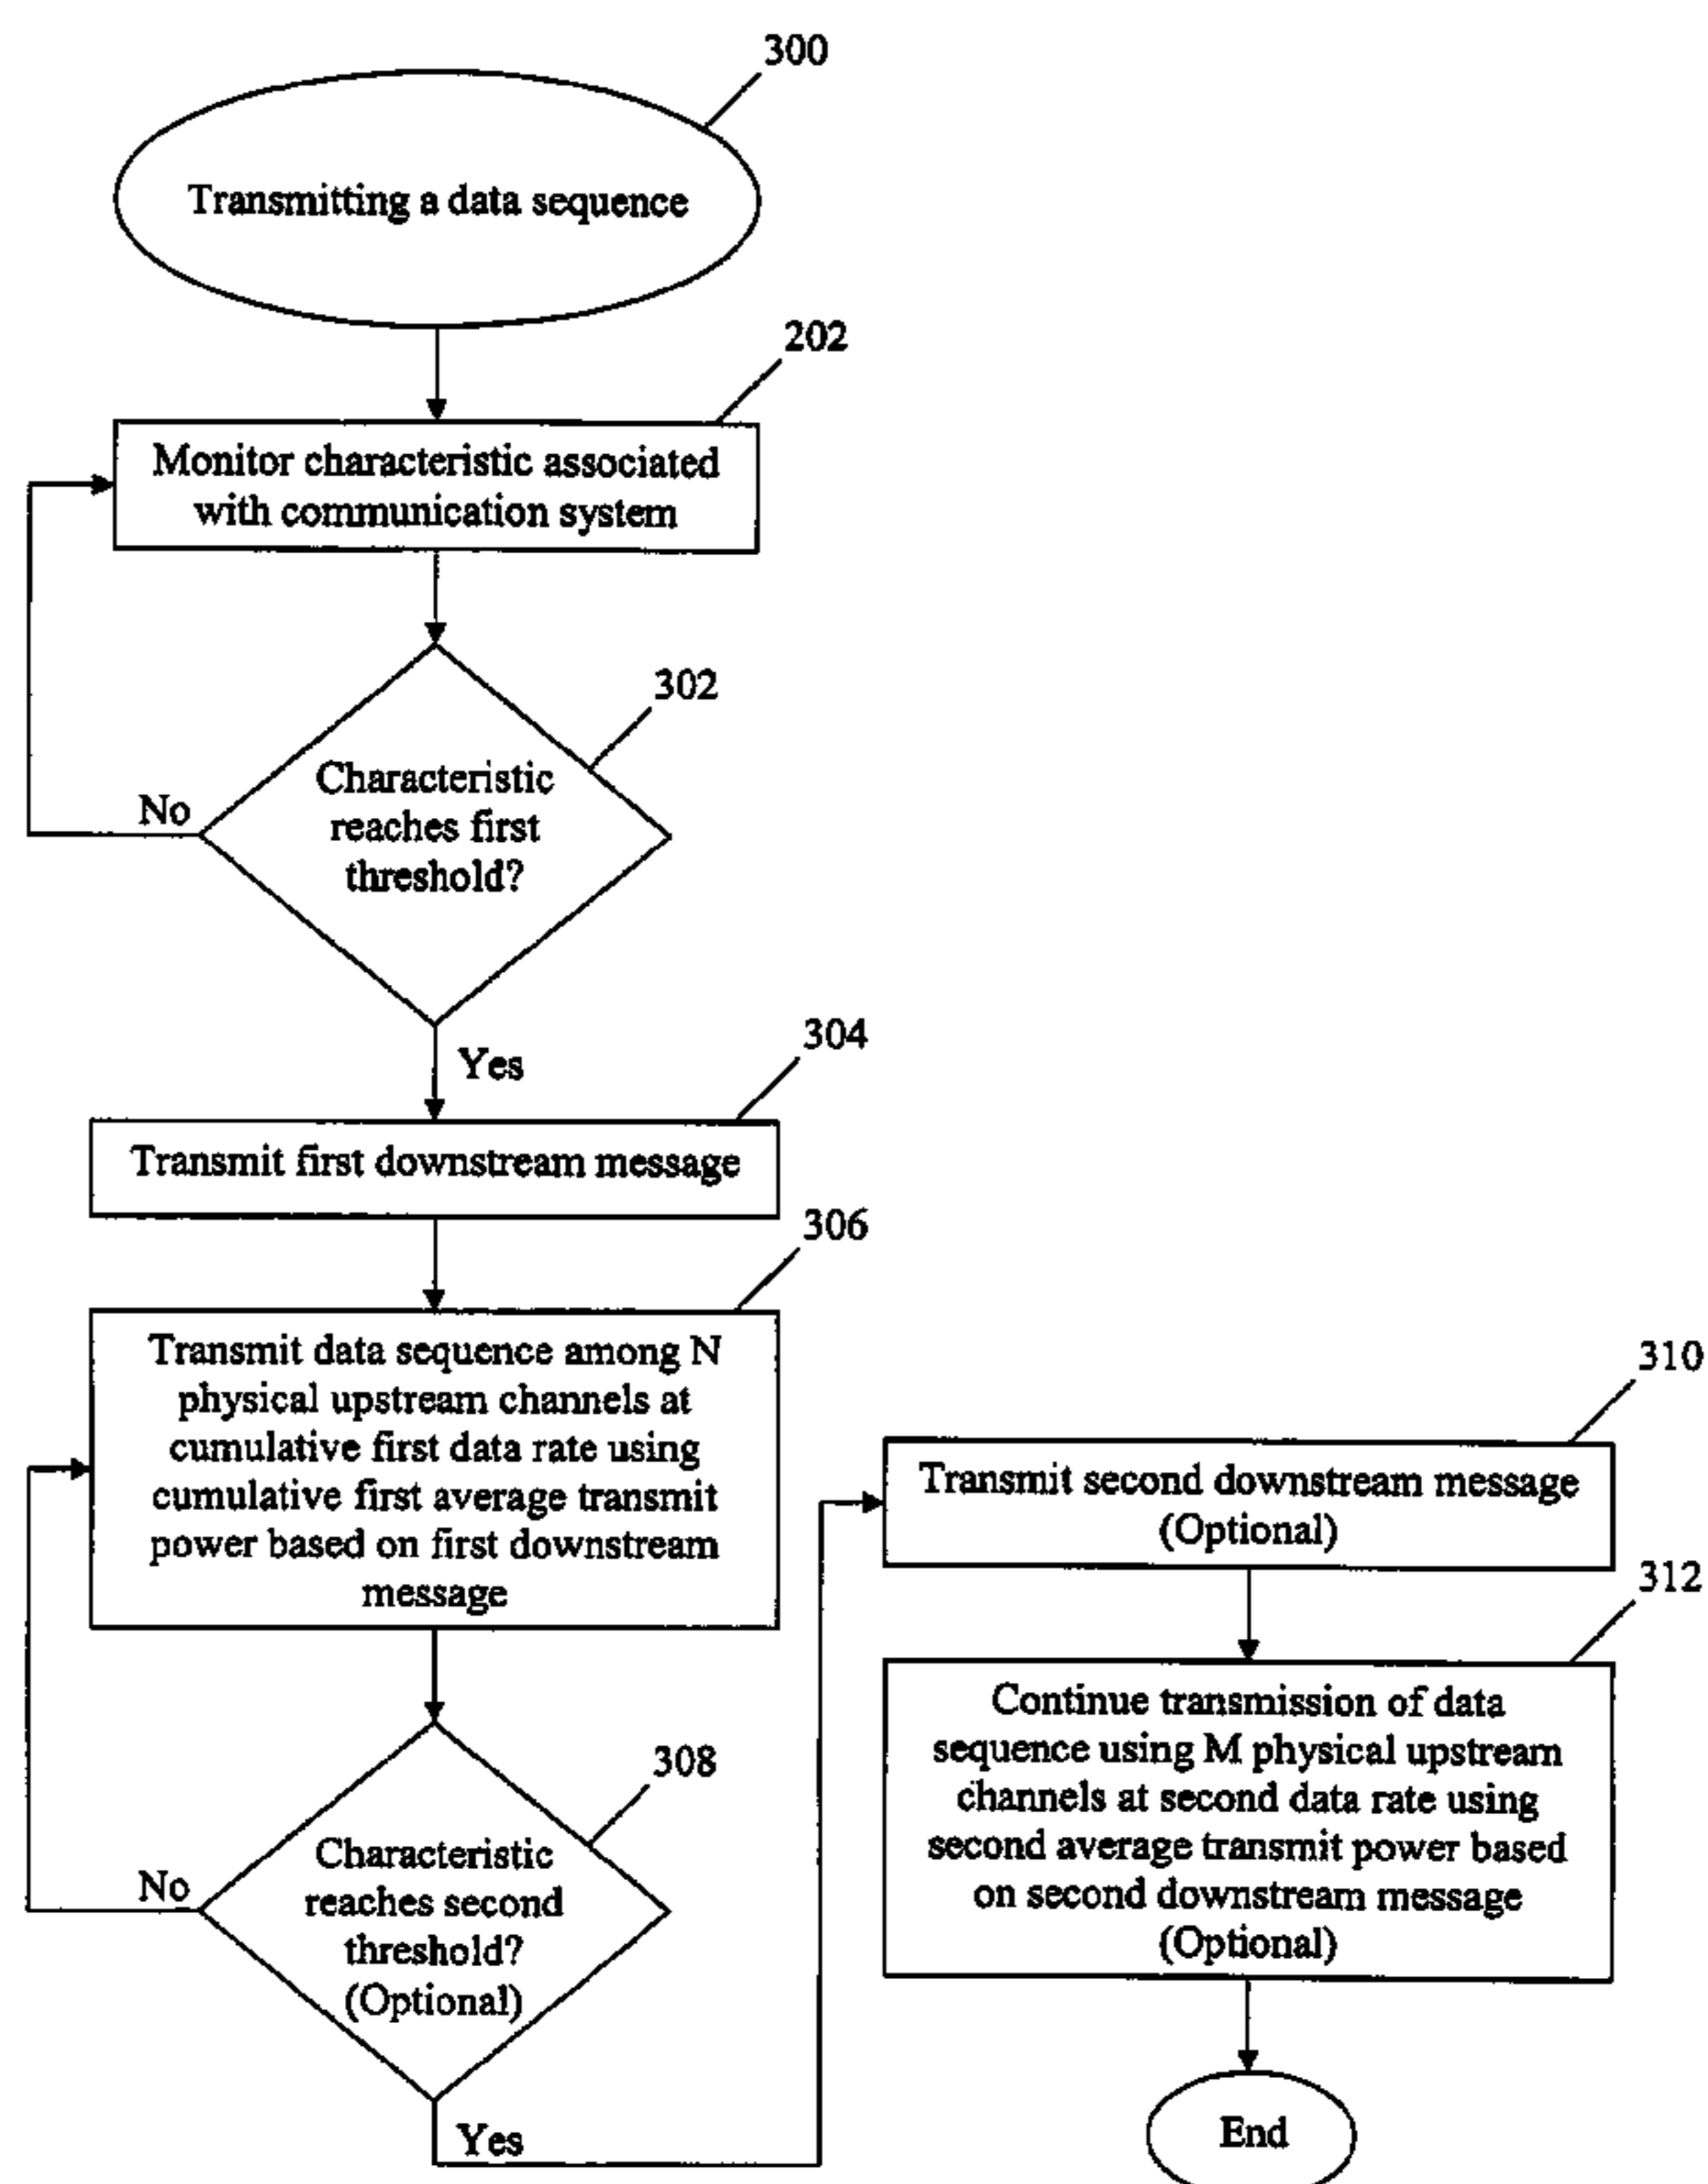 300
Transmitting a data sequence
202
Monitor characteristic associated
with communication system
302
Characteristic
reaches first
threshold?
No
Yes
304
Transmit first downstream message
306
Transmit data sequence among N
physical upstream channels at
cumulative first data rate using
cumulative first average transmit
power based on first downstream
message
308
Characteristic
reaches second
threshold?
(Optional)
No
Yes
310
Transmit second downstream message
(Optional)
312
Continue transmission of data
sequence using M physical upstream
channels at second data rate using
second average transmit power based
on second downstream message
(Optional)
End